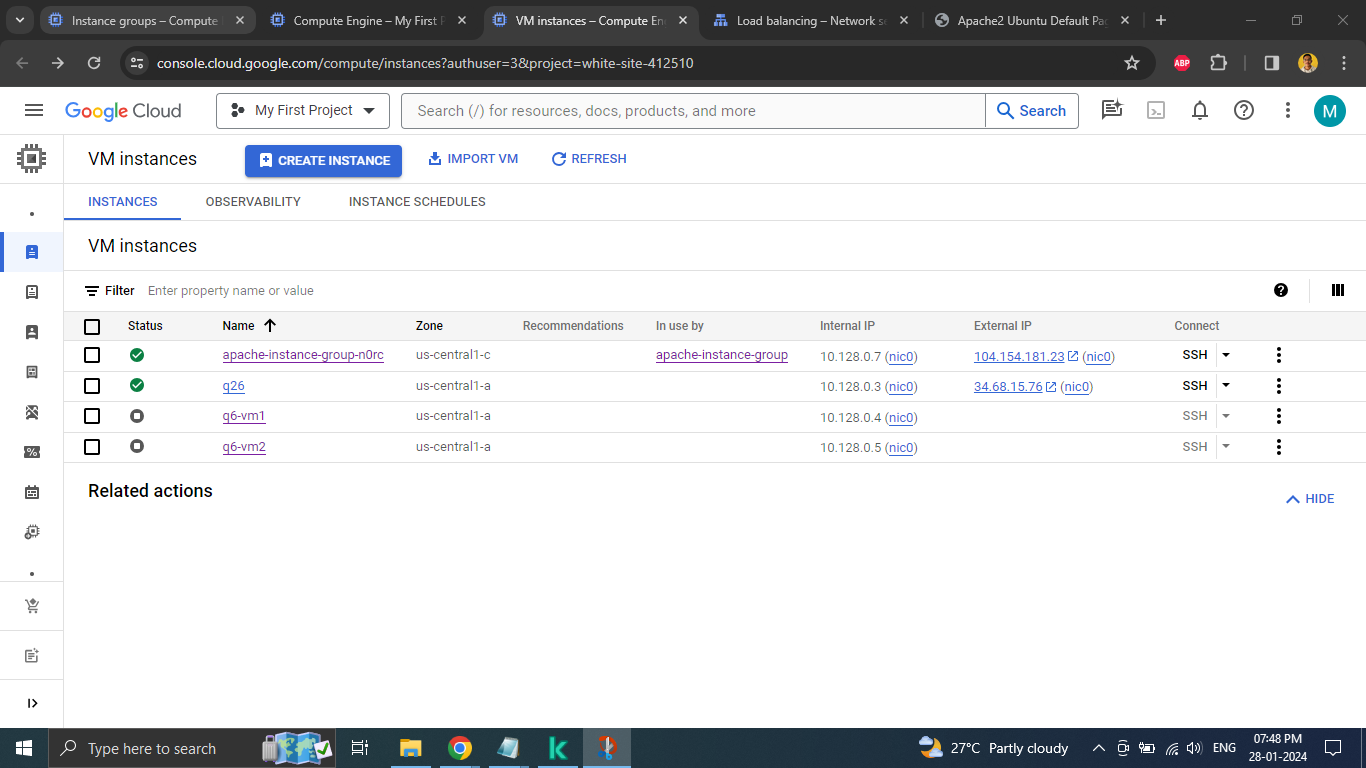 Instance groups – Compute
Compute Engine – My First P
VM instances – Compute En
Load balancing – Network se
Apache2 Ubuntu Default Pag
console.cloud.google.com/compute/instances?authuser=3&project=white-site-412510
ABP
Google Cloud
My First Project
Search (/) for resources, docs, products, and more
Search
M
VM instances
CREATE INSTANCE
IMPORT VM
REFRESH
INSTANCES
OBSERVABILITY
INSTANCE SCHEDULES
VM instances
Filter Enter property name or value
Status Name Zone Recommendations In use by Internal IP External IP Connect
apache-instance-group-n0rc us-central1-c apache-instance-group 10.128.0.7 (nic0) 104.154.181.23 (nic0) SSH
q26 us-central1-a 10.128.0.3 (nic0) 34.68.15.76 (nic0) SSH
q6-vm1 us-central1-a 10.128.0.4 (nic0) SSH
q6-vm2 us-central1-a 10.128.0.5 (nic0) SSH
Related actions
HIDE
Type here to search
27°C Partly cloudy
ENG
07:48 PM
28-01-2024